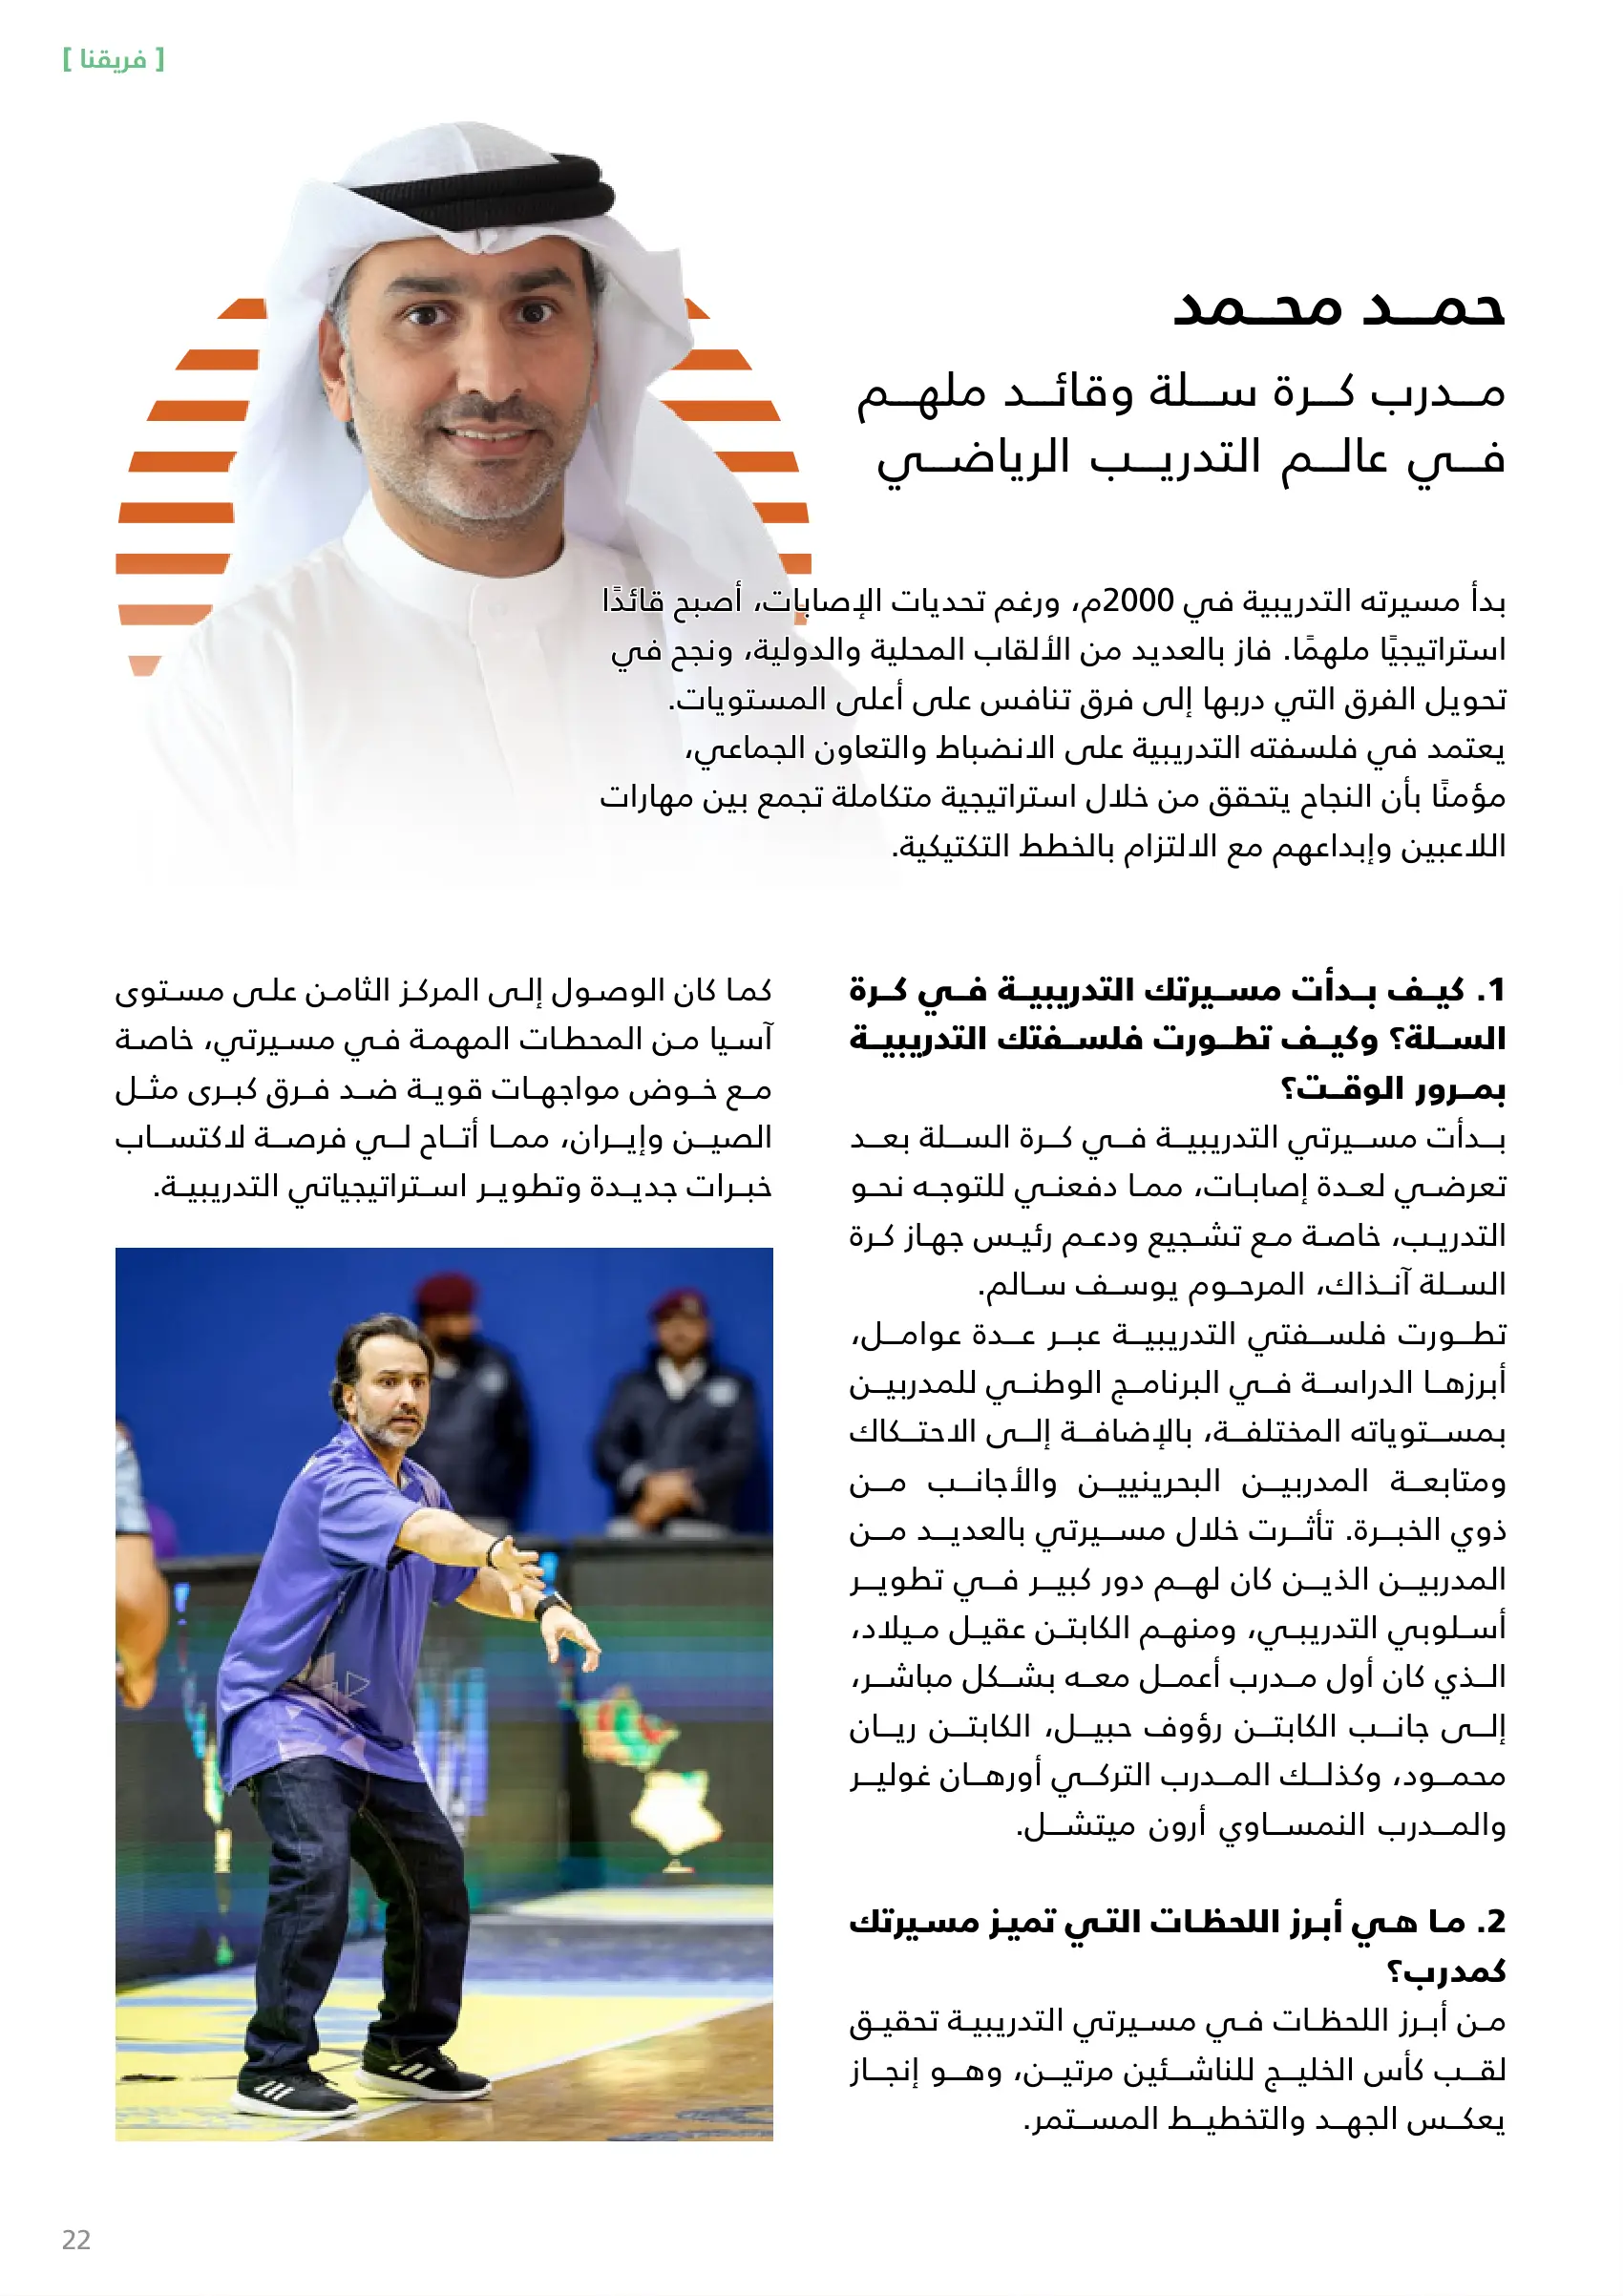 [ فريقنا ]
حمد محمد
مدرب كرة سلة وقائد ملهم
في عالم التدريب الرياضي
بدأ مسيرته التدريبية في 2000م، ورغم تحديات الإصابات، أصبح قائدًا
استراتيجيًا ملهمًا. فاز بالعديد من الألقاب المحلية والدولية، ونجح في
تحويل الفرق التي دربها إلى فرق تنافس على أعلى المستويات.
يعتمد في فلسفته التدريبية على الانضباط والتعاون الجماعي،
مؤمنًا بأن النجاح يتحقق من خلال استراتيجية متكاملة تجمع بين مهارات
اللاعبين وإبداعهم مع الالتزام بالخطط التكتيكية.
1. كيف بدأت مسيرتك التدريبية في كرة
السلة؟ وكيف تطورت فلسفتك التدريبية
بمرور الوقت؟
بدأت مسيرتي التدريبية في كرة السلة بعد
تعرضي لعدة إصابات، مما دفعني للتوجه نحو
التدريب، خاصة مع تشجيع ودعم رئيس جهاز كرة
السلة آنذاك، المرحوم يوسف سالم.
تطورت فلسفتي التدريبية عبر عدة عوامل،
أبرزها الدراسة في البرنامج الوطني للمدربين
بمستوياته المختلفة، بالإضافة إلى الاحتكاك
ومتابعة المدربين البحرينيين والأجانب من
ذوي الخبرة. تأثرت خلال مسيرتي بالعديد من
المدربين الذين كان لهم دور كبير في تطوير
أسلوبي التدريبي، ومنهم الكابتن عقيل ميلاد،
الذي كان أول مدرب أعمل معه بشكل مباشر،
إلى جانب الكابتن رؤوف حبيل، الكابتن ريان
محمود، وكذلك المدرب التركي أورهان غولير
والمدرب النمساوي أرون ميتشل.
2. ما هي أبرز اللحظات التي تميز مسيرتك
كمدرب؟
من أبرز اللحظات في مسيرتي التدريبية تحقيق
لقب كأس الخليج للناشئين مرتين، وهو إنجاز
يعكس الجهد والتخطيط المستمر.
كما كان الوصول إلى المركز الثامن على مستوى
آسيا من المحطات المهمة في مسيرتي، خاصة
مع خوض مواجهات قوية ضد فرق كبرى مثل
الصين وإيران، مما أتاح لي فرصة لاكتساب
خبرات جديدة وتطوير استراتيجياتي التدريبية.
22